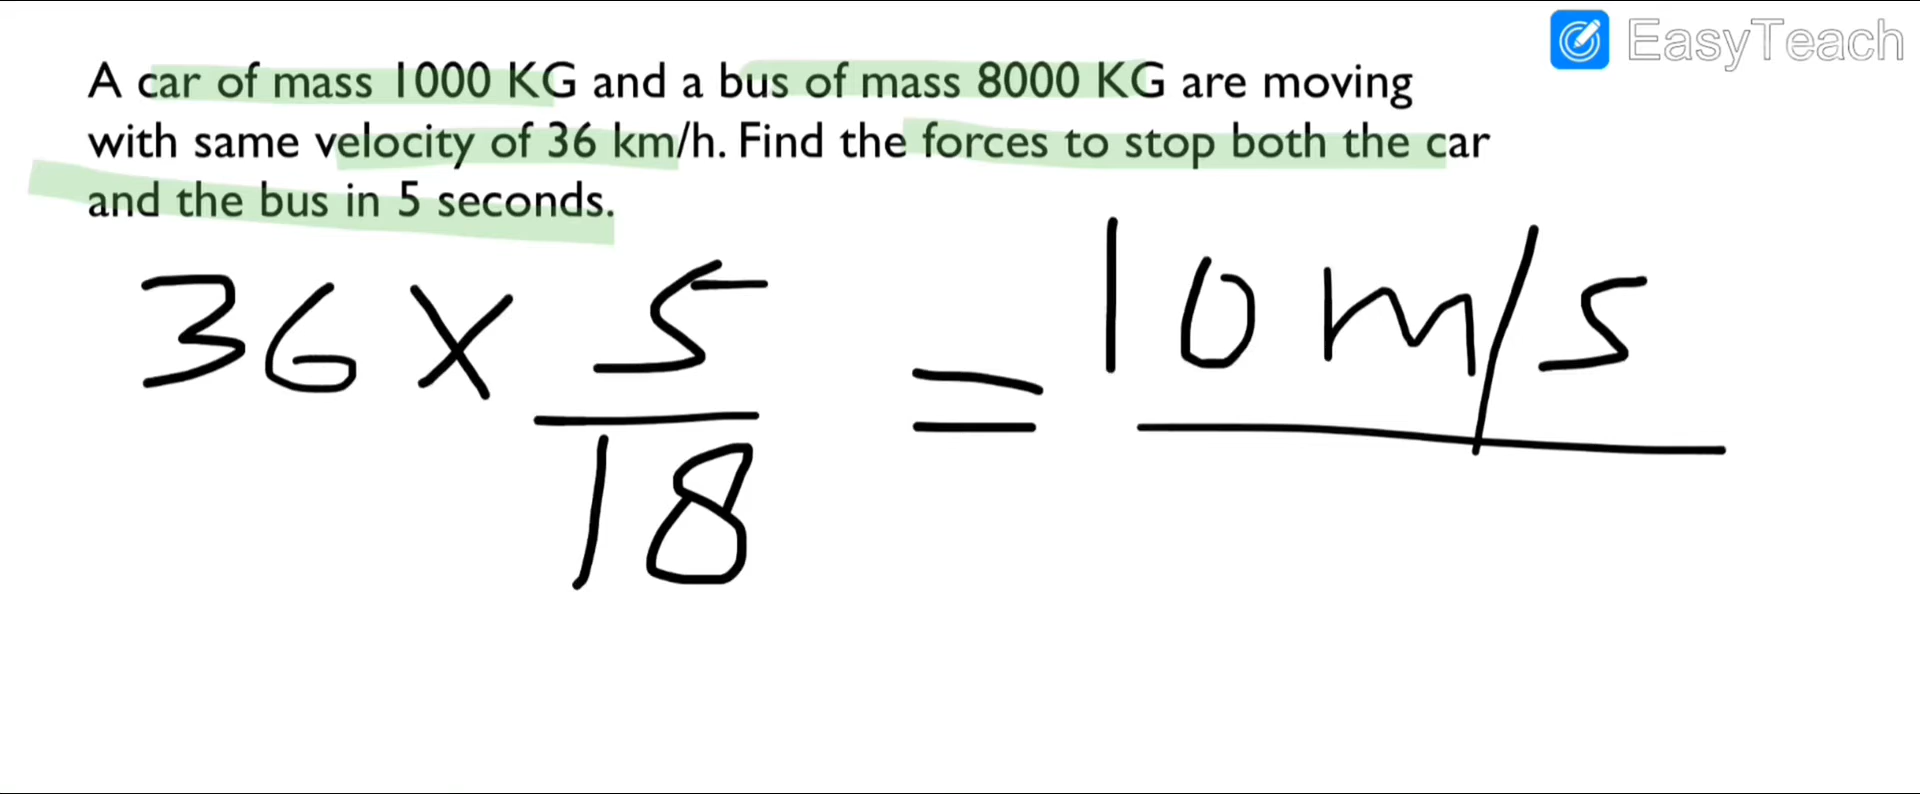 EasyTeach
A car of mass 1000 KG and a bus of mass 8000 KG are moving
with same velocity of 36 km/h. Find the forces to stop both the car
and the bus in 5 seconds.
36 × 5/18 = 10 m/s